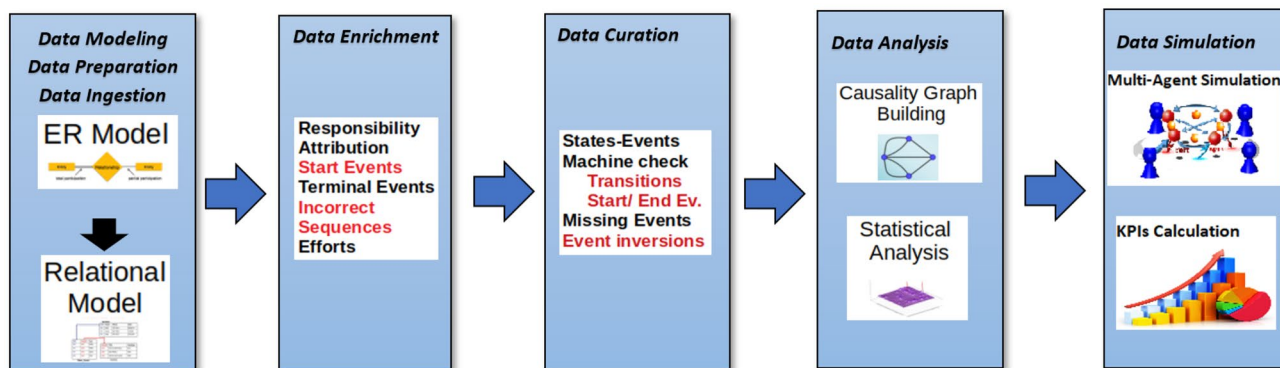 Data Modeling
Data Preparation
Data Ingestion
ER Model
Relational
Model
Data Enrichment
Responsibility
Attribution
Start Events
Terminal Events
Incorrect
Sequences
Efforts
Data Curation
States-Events
Machine check
Transitions
Start/ End Ev.
Missing Events
Event inversions
Data Analysis
Causality Graph
Building
Statistical
Analysis
Data Simulation
Multi-Agent Simulation
KPIs Calculation